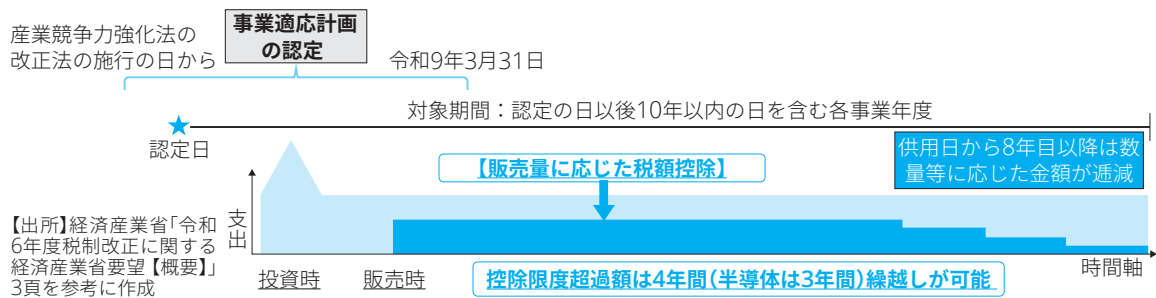 産業競争力強化法の
改正法の施行の日から
事業適応計画
の認定
令和9年3月31日
対象期間：認定の日以後10年以内の日を含む各事業年度
認定日
供用日から8年目以降は数
量等に応じた金額が逓減
【販売量に応じた税額控除】
支出
【出所】経済産業省「令和
6年度税制改正に関する
経済産業省要望【概要】」
3頁を参考に作成
投資時
販売時
控除限度超過額は4年間（半導体は3年間）繰越しが可能
時間軸